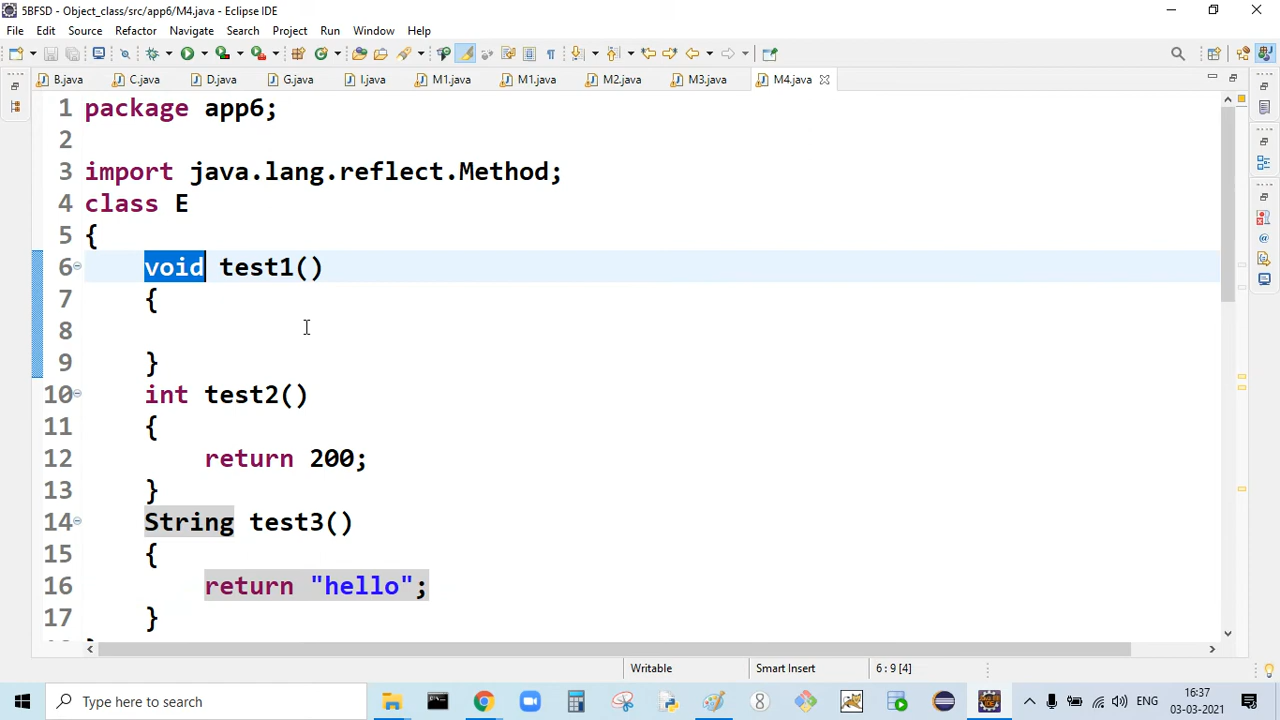 5BFSD - Object_class/src/app6/M4.java - Eclipse IDE
File Edit Source Refactor Navigate Search Project Run Window Help
B.java C.java D.java G.java I.java M1.java M1.java M2.java M3.java M4.java
1 package app6;
2
3 import java.lang.reflect.Method;
4 class E
5 {
6 void test1()
7 {
8
9 }
10 int test2()
11 {
12 return 200;
13 }
14 String test3()
15 {
16 return "hello";
17 }
Writable Smart Insert 6 : 9 [4]
Type here to search
ENG 6:37
03-03-2021